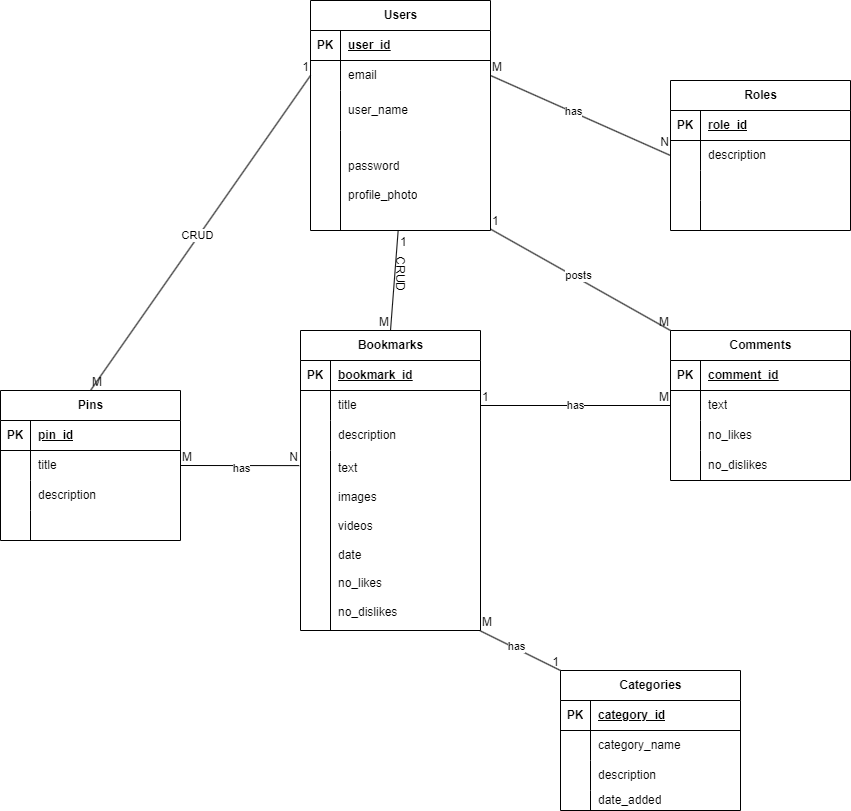 Users
PK user_id
email
user_name
password
profile_photo
1
M
has
N
Roles
PK role_id
description
CRUD
M
1
CRUD
M
1
posts
M
Pins
PK pin_id
title
description
M
has
N
Bookmarks
PK bookmark_id
title
description
text
images
videos
date
no_likes
no_dislikes
1
has
M
Comments
PK comment_id
text
no_likes
no_dislikes
M
has
1
Categories
PK category_id
category_name
description
date_added